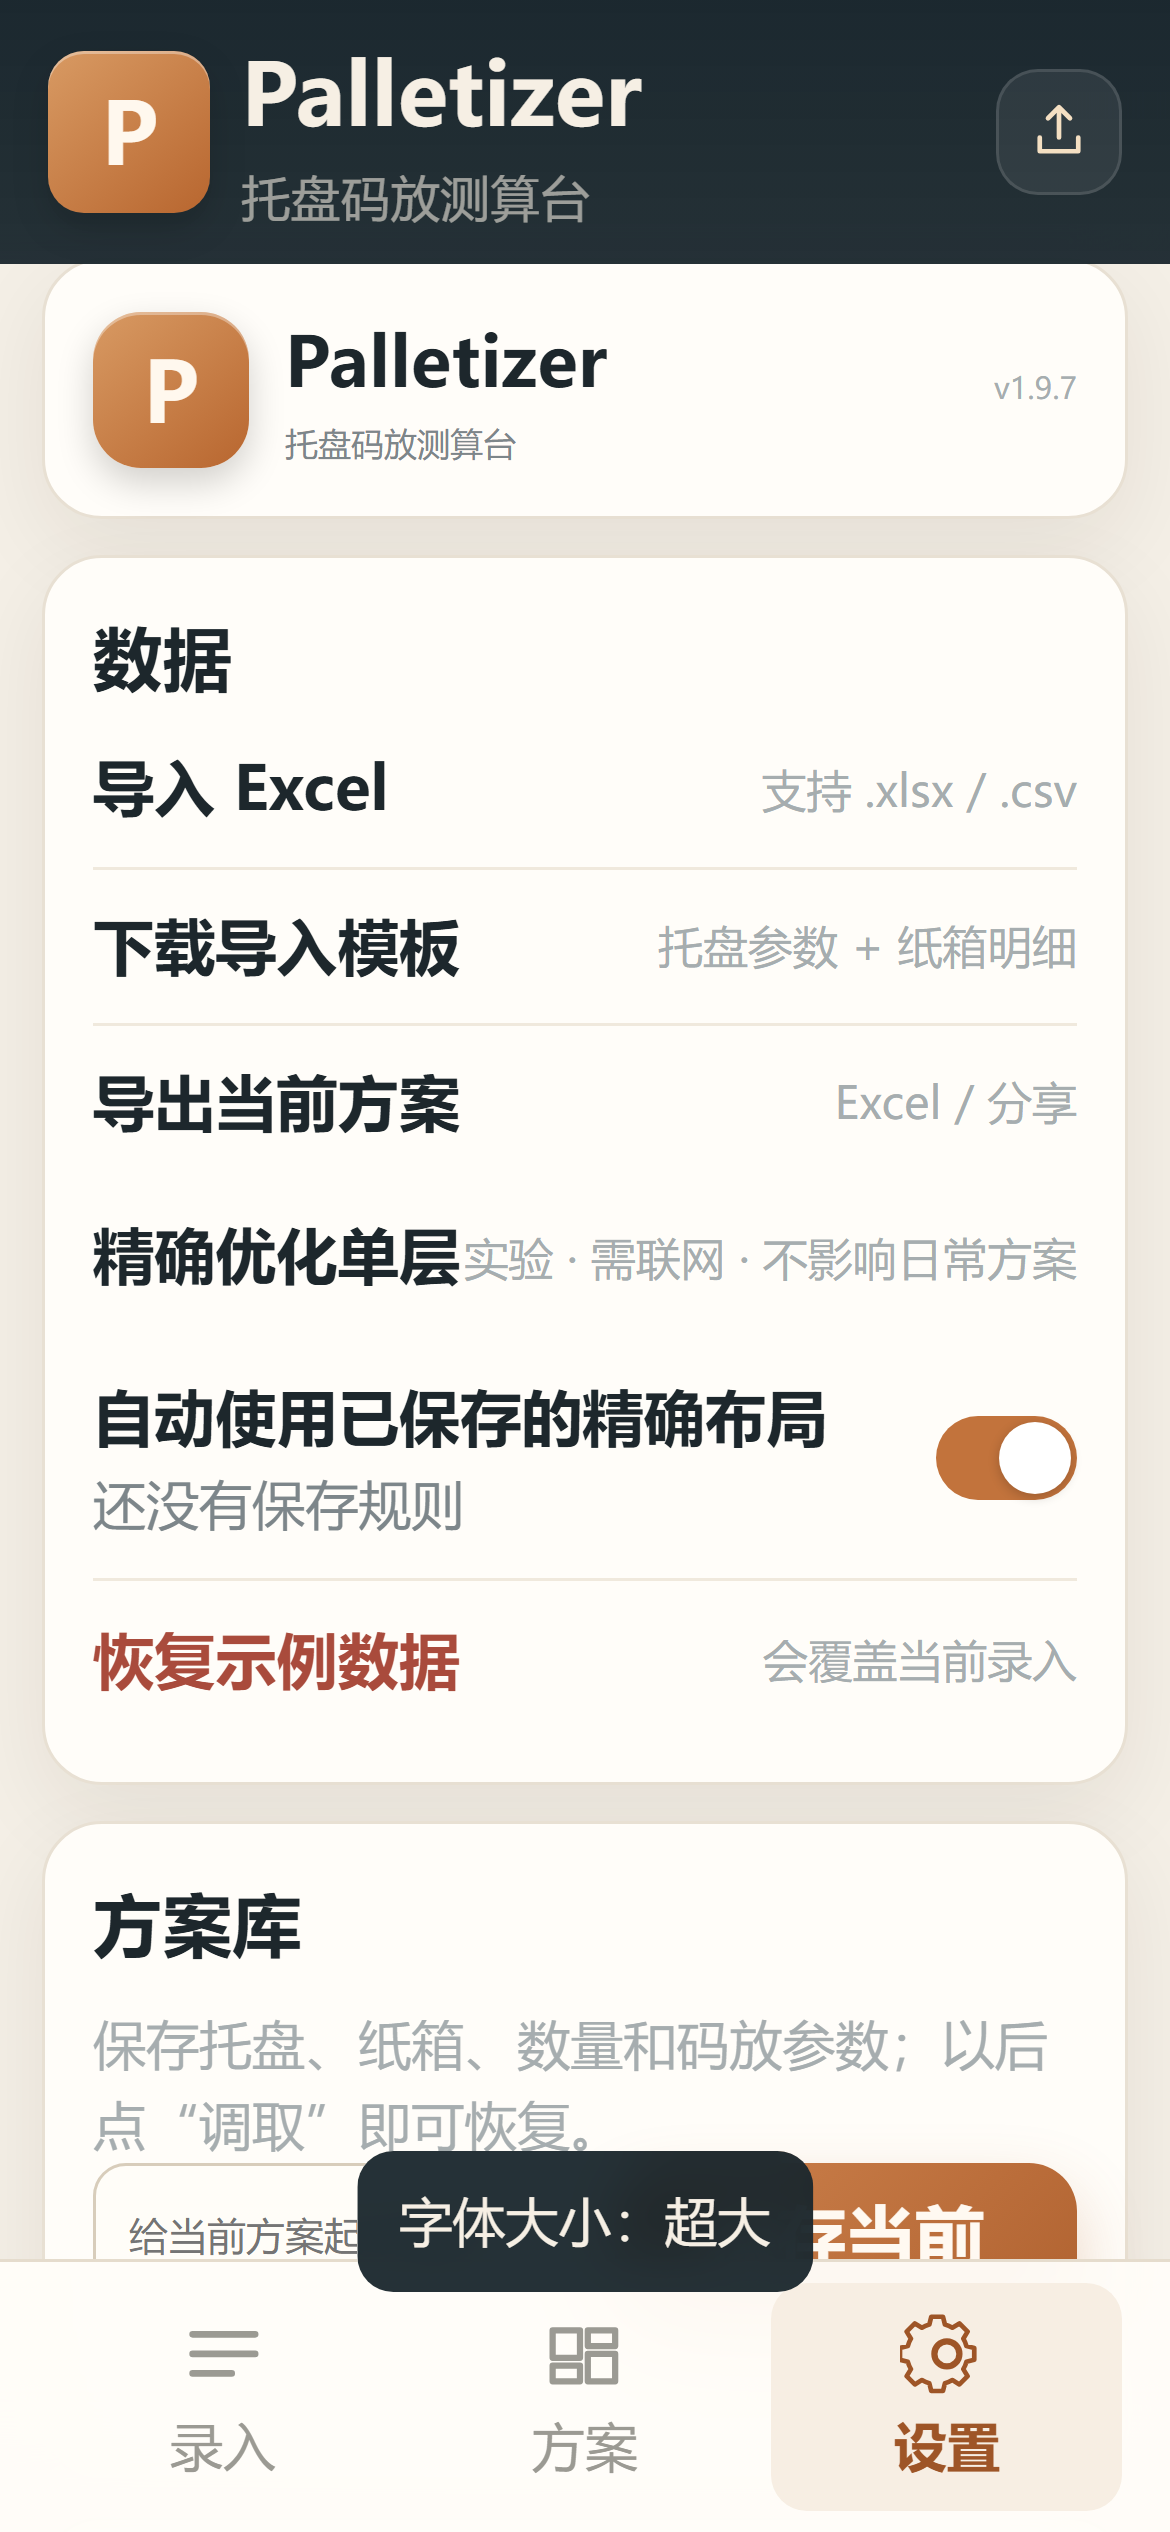 P
Palletizer
托盘码放测算台
P
Palletizer
托盘码放测算台
v1.9.7
数据
导入 Excel
支持 .xlsx / .csv
下载导入模板
托盘参数 + 纸箱明细
导出当前方案
Excel / 分享
精确优化单层
实验 · 需联网 · 不影响日常方案
自动使用已保存的精确布局
还没有保存规则
恢复示例数据
会覆盖当前录入
方案库
保存托盘、纸箱、数量和码放参数；以后
点“调取”即可恢复。
给当前方案起
存当前
字体大小：超大
录入
方案
设置